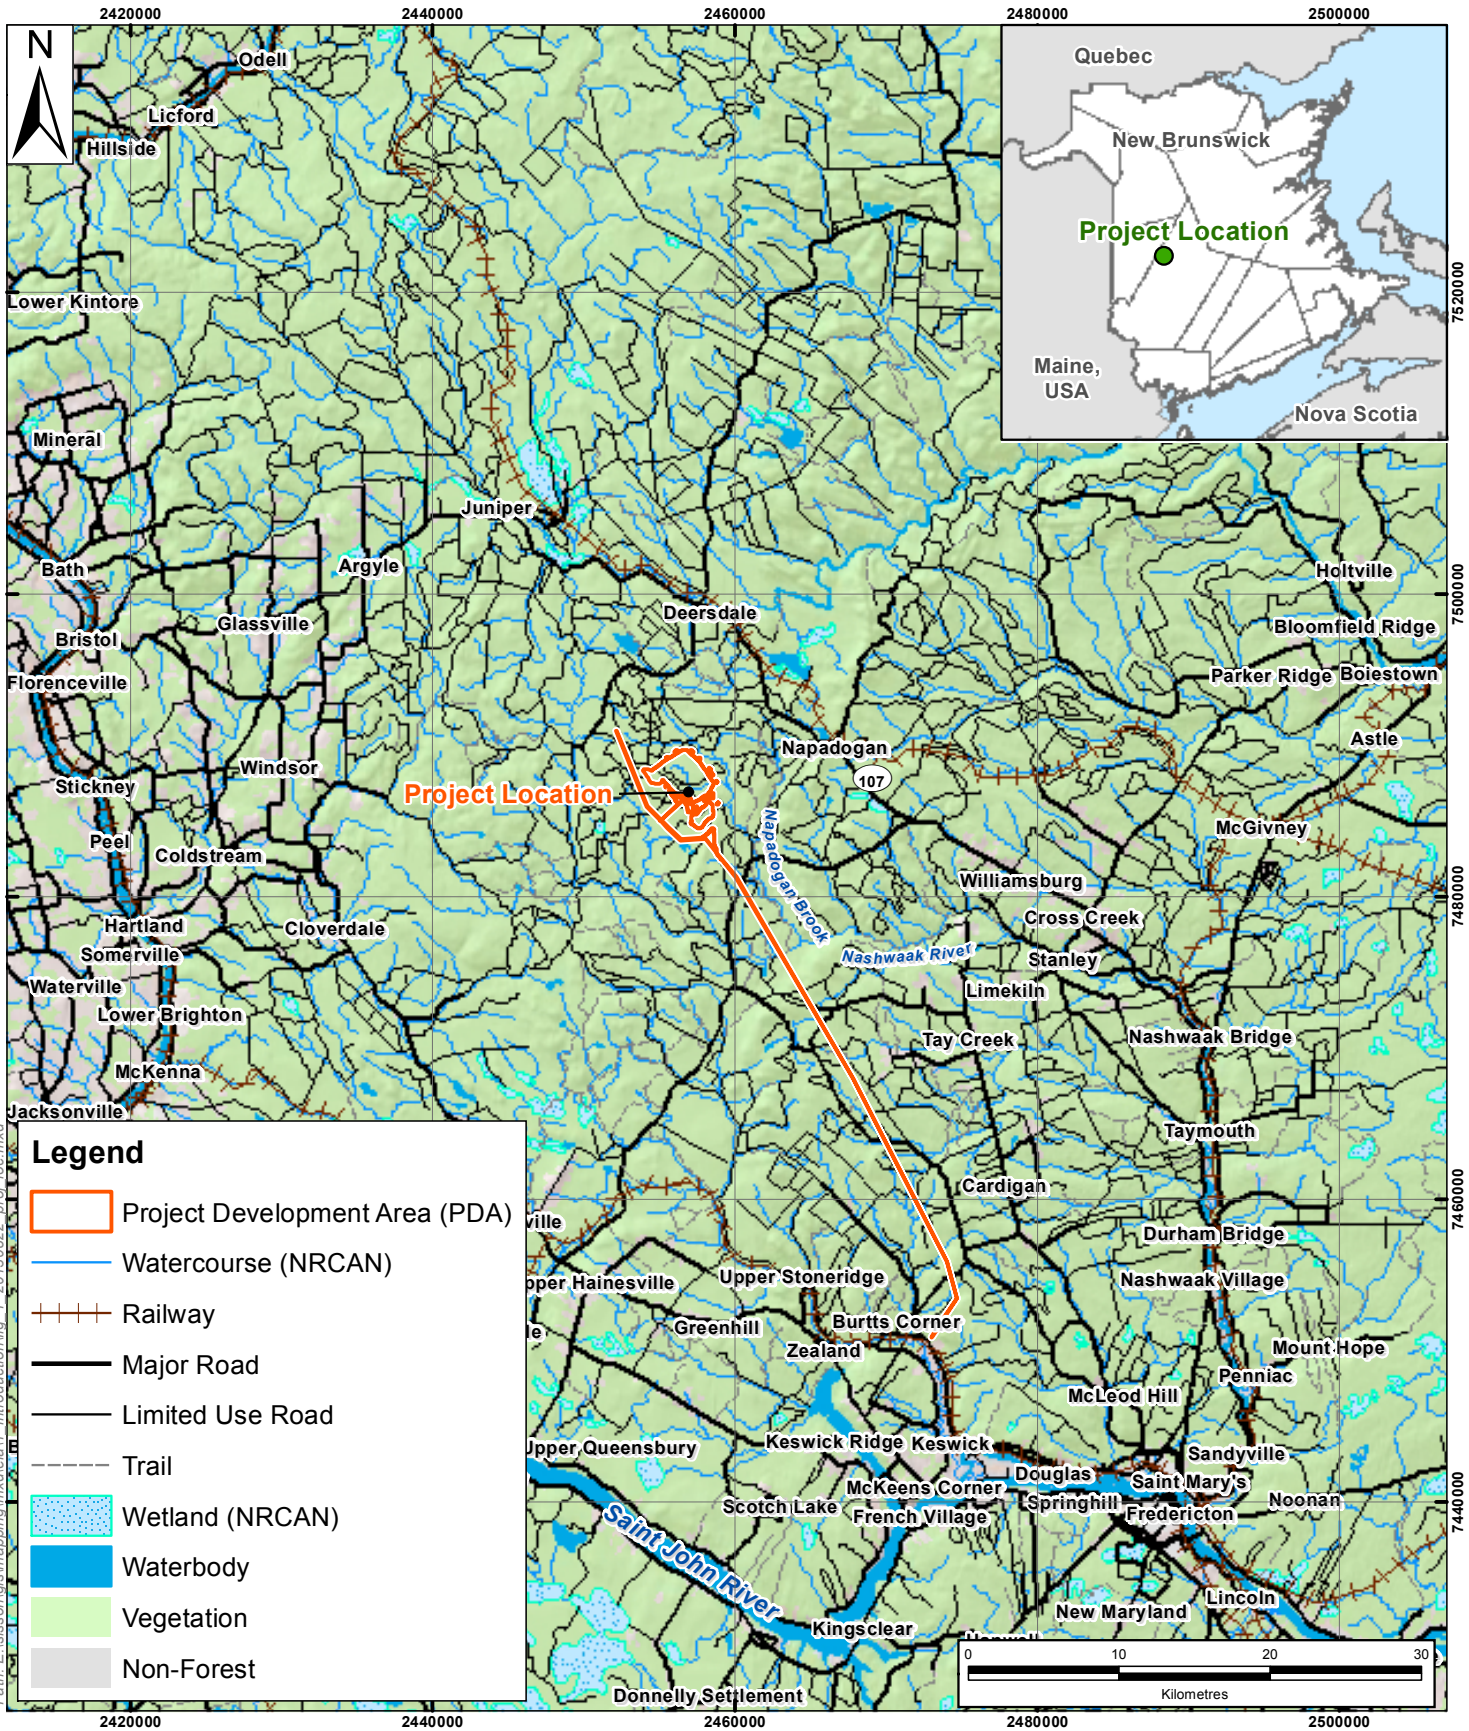 2420000
2440000
2460000
2480000
2500000
N
Odell
Licford
Hillside
Quebec
New Brunswick
Project Location
Maine,
USA
Nova Scotia
7520000
Lower Kintore
Mineral
Juniper
Bath
Argyle
Holtville
7500000
Deersdale
Glassville
Bristol
Bloomfield Ridge
Florenceville
Parker Ridge
Boiestown
Astle
Napadogan
107
Windsor
Stickney
Project Location
McGivney
Napadogan Brook
Peel
Coldstream
Williamsburg
7480000
Cross Creek
Hartland
Cloverdale
Somerville
Nashwaak River
Stanley
Waterville
Limekiln
Lower Brighton
Tay Creek
Nashwaak Bridge
McKenna
Jacksonville
Taymouth
Cardigan
7460000
ville
Durham Bridge
pper Hainesville
Upper Stoneridge
Nashwaak Village
Greenhill
Burtts Corner
le
Zealand
Mount Hope
Penniac
McLeod Hill
Upper Queensbury
Keswick Ridge
Keswick
Sandyville
Douglas
Saint Mary's
McKeens Corner
Springhill
Noonan
7440000
Scotch Lake
French Village
Fredericton
Saint John River
Lincoln
New Maryland
Kingsclear
Donnelly Settlement
Legend
Project Development Area (PDA)
Watercourse (NRCAN)
Railway
Major Road
Limited Use Road
Trail
Wetland (NRCAN)
Waterbody
Vegetation
Non-Forest
0
10
20
30
Kilometres
2420000
2440000
2460000
2480000
2500000